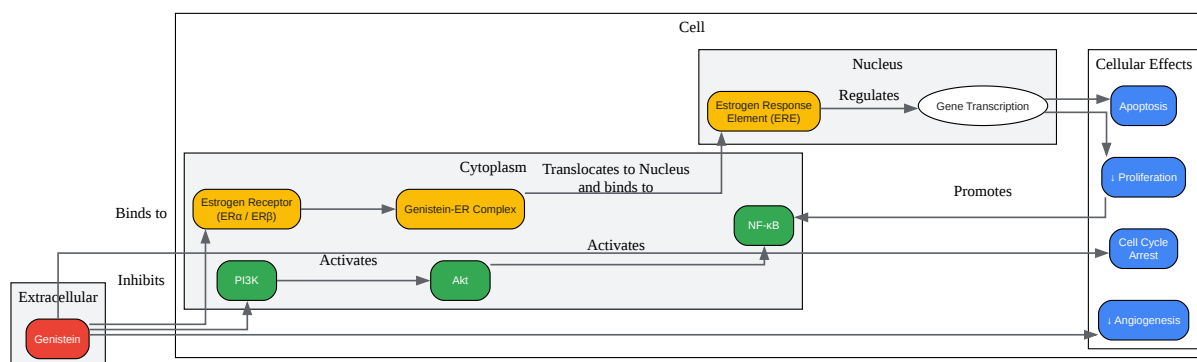 Cell
Nucleus
Cellular Effects
Estrogen Response
Element (ERE)
Regulates
Gene Transcription
Apoptosis
Cytoplasm
Translocates to Nucleus
and binds to
↓ Proliferation
Promotes
Binds to
Estrogen Receptor
(ERα / ERβ)
Genistein-ER Complex
NF-κB
Activates
Cell Cycle
Arrest
Inhibits
PI3K
Activates
Akt
Extracellular
Genistein
↓ Angiogenesis